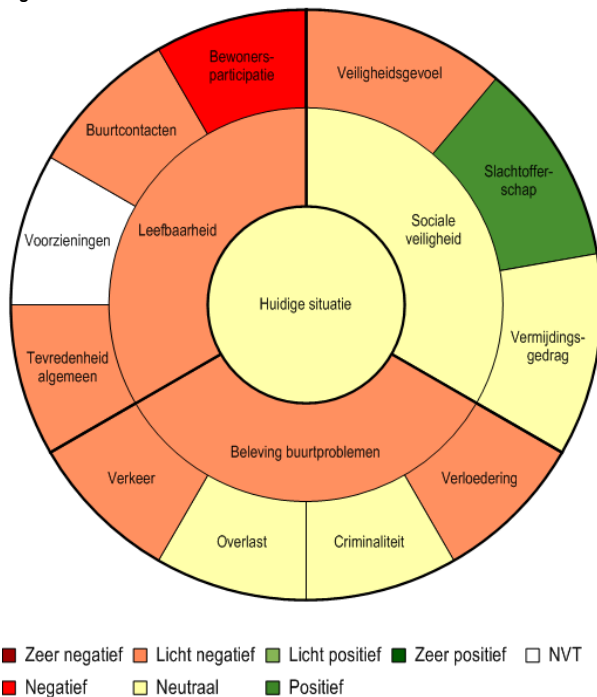 Bewoners-
participatie
Veiligheidsgevoel
Buurtcontacten
Slachtoffer-
schap
Leefbaarheid
Sociale
veiligheid
Voorzieningen
Huidige situatie
Vermijdings-
gedrag
Tevredenheid
algemeen
Beleving buurtproblemen
Verkeer
Verloedering
Overlast
Criminaliteit
Zeer negatief
Licht negatief
Licht positief
Zeer positief
NVT
Negatief
Neutraal
Positief